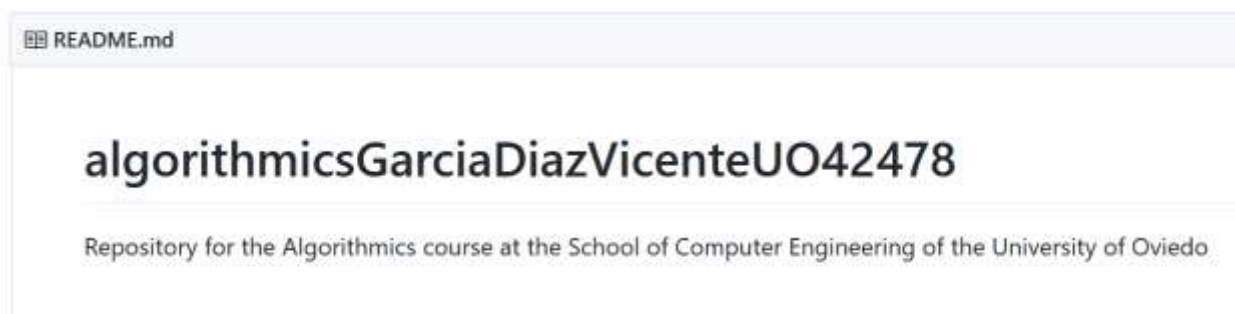 README.md
algorithmicsGarciaDiazVicenteUO42478
Repository for the Algorithmics course at the School of Computer Engineering of the University of Oviedo